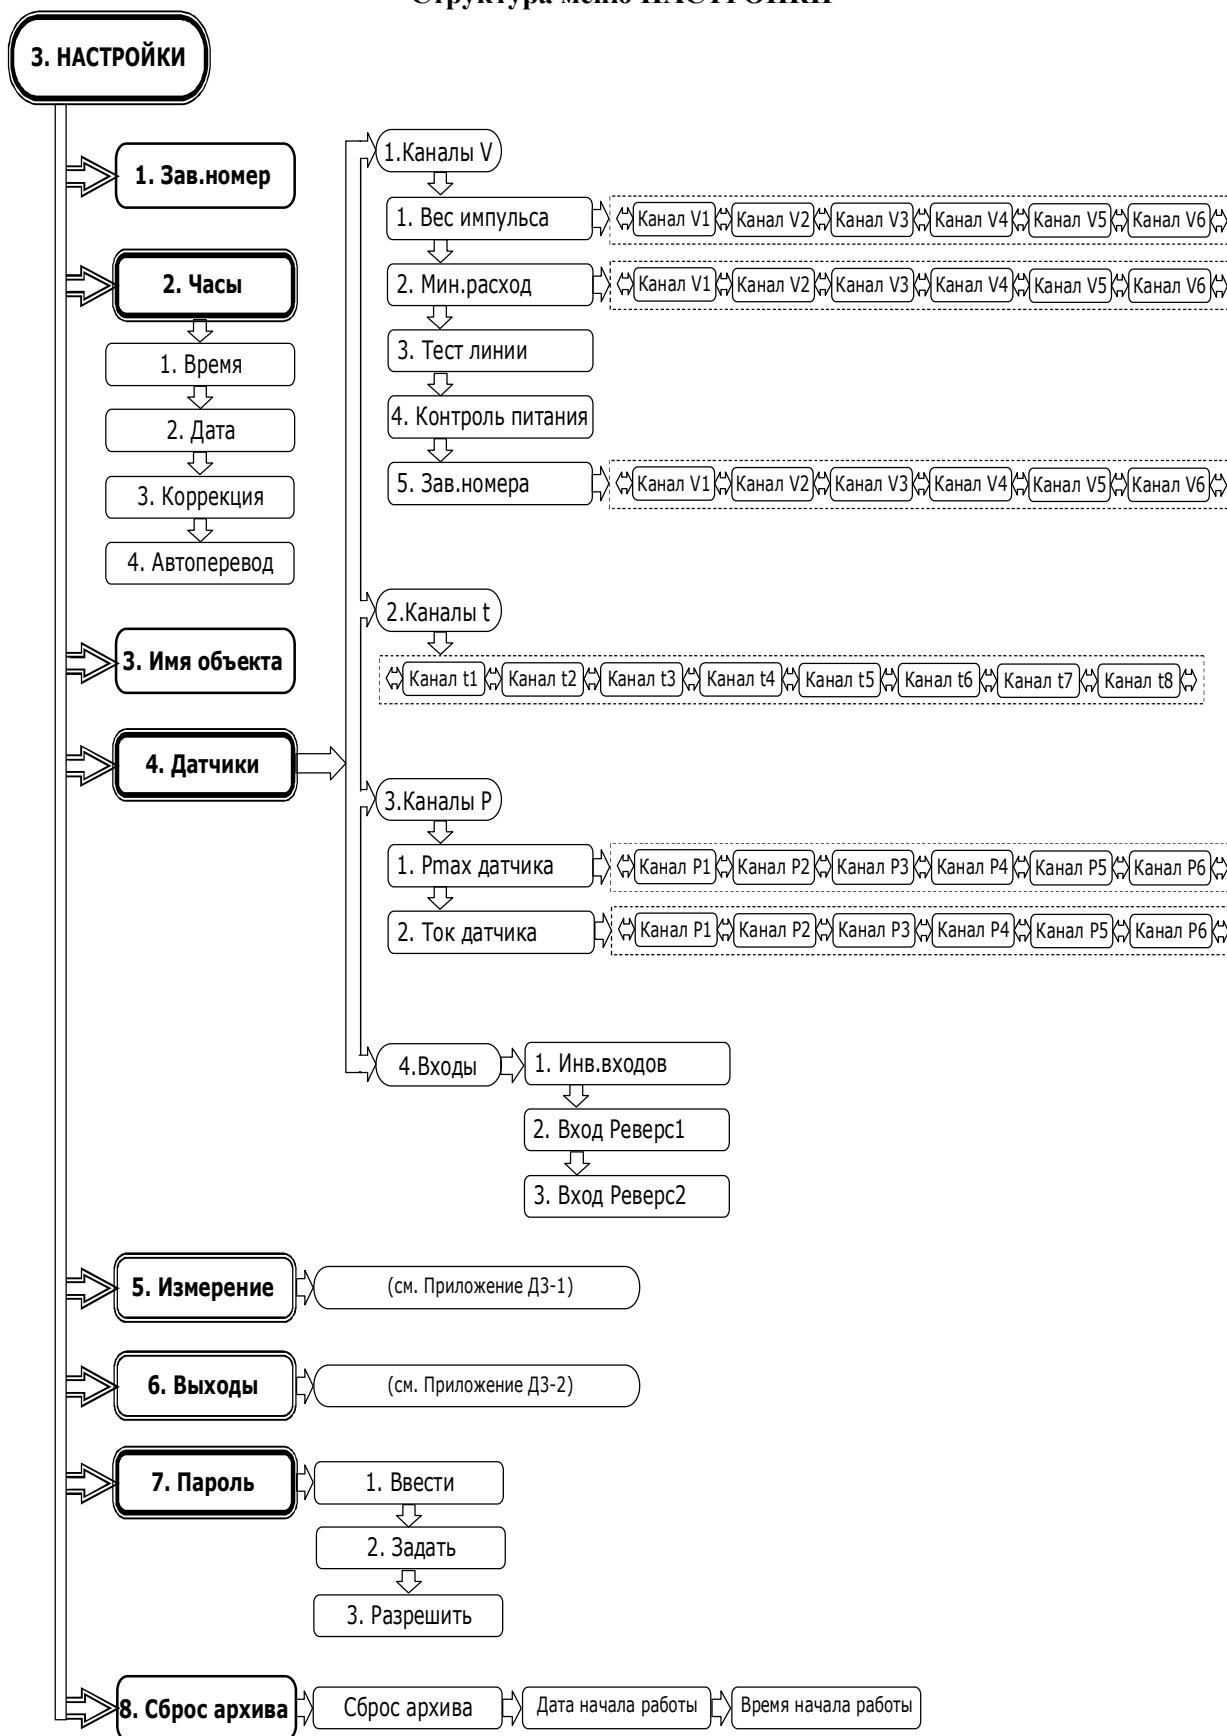 Структура меню НАСТРОЙКИ
3. НАСТРОЙКИ
1. Зав.номер
2. Часы
1. Время
2. Дата
3. Коррекция
4. Автоперевод
3. Имя объекта
4. Датчики
1.Каналы V
1. Вес импульса
Канал V1 Канал V2 Канал V3 Канал V4 Канал V5 Канал V6
2. Мин.расход
Канал V1 Канал V2 Канал V3 Канал V4 Канал V5 Канал V6
3. Тест линии
4. Контроль питания
5. Зав.номера
Канал V1 Канал V2 Канал V3 Канал V4 Канал V5 Канал V6
2.Каналы t
Канал t1 Канал t2 Канал t3 Канал t4 Канал t5 Канал t6 Канал t7 Канал t8
3.Каналы P
1. Pmax датчика
Канал P1 Канал P2 Канал P3 Канал P4 Канал P5 Канал P6
2. Ток датчика
Канал P1 Канал P2 Канал P3 Канал P4 Канал P5 Канал P6
4.Входы
1. Инв.входов
2. Вход Реверс1
3. Вход Реверс2
5. Измерение
(см. Приложение Д3-1)
6. Выходы
(см. Приложение Д3-2)
7. Пароль
1. Ввести
2. Задать
3. Разрешить
8. Сброс архива
Сброс архива
Дата начала работы
Время начала работы